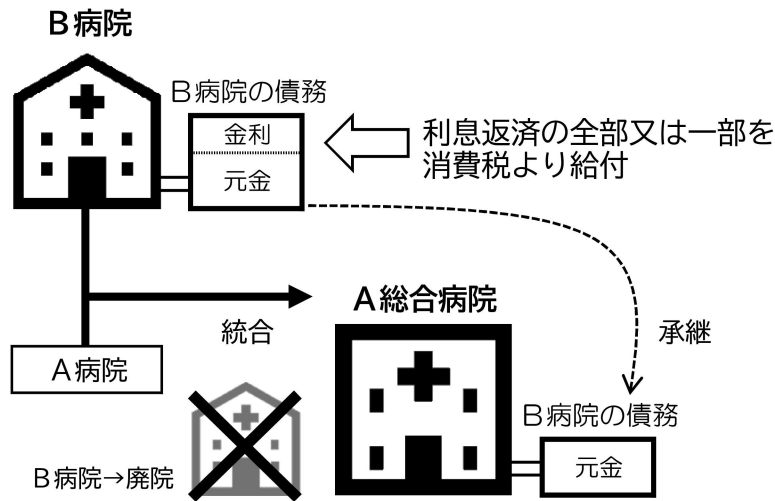 B病院
B病院の債務
金利
元金
利息返済の全部又は一部を
消費税より給付
A総合病院
統合
承継
A病院
B病院の債務
元金
B病院→廃院